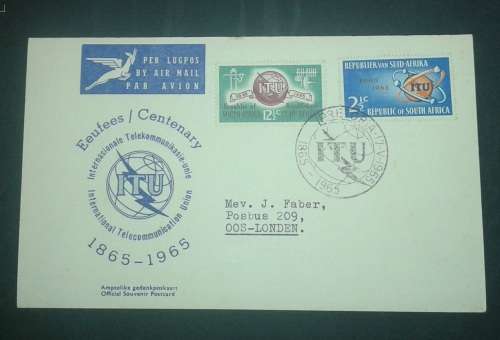 PER LUGPOS
BY AIR MAIL
PAR AVION
Eeufees / Centenary
Internasionale Telekommunikasie-unie
ITU
International Telecommunication Union
1865-1965
Amptelike gedenkposkaart
Official Souvenir Postcard
ITU
12½c
REPUBLIEK VAN SUID-AFRIKA
1965
ITU
2½c
REPUBLIC OF SOUTH AFRICA
PRETORIA
ITU
1865-1965
Mev. J. Faber,
Posbus 209,
OOS-LONDEN.